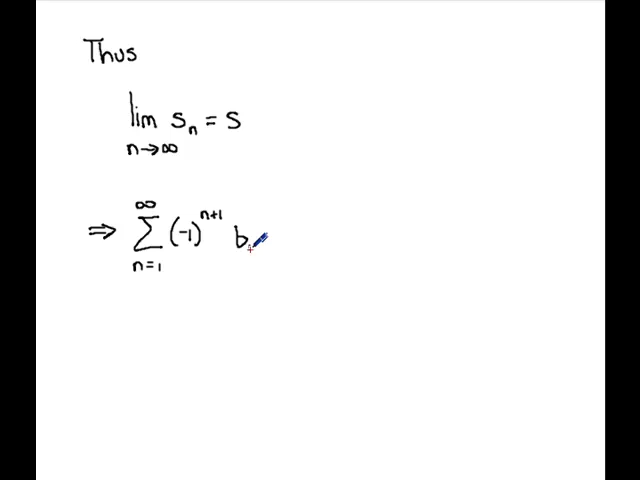 Thus
lim s_n = s
n→∞
⇒ ∞ ∑ n=1 (-1)^{n+1} b